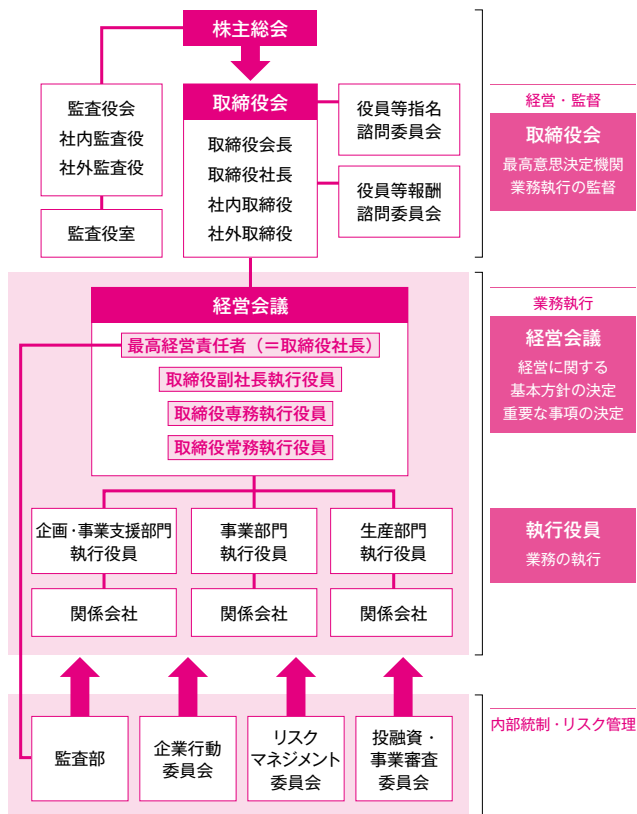 株主総会
監査役会
社内監査役
社外監査役
監査役室
取締役会
取締役会長
取締役社長
社内取締役
社外取締役
役員等指名
諮問委員会
役員等報酬
諮問委員会
経営・監督
取締役会
最高意思決定機関
業務執行の監督
経営会議
最高経営責任者（＝取締役社長）
取締役副社長執行役員
取締役専務執行役員
取締役常務執行役員
業務執行
経営会議
経営に関する
基本方針の決定
重要な事項の決定
企画・事業支援部門
執行役員
事業部門
執行役員
生産部門
執行役員
関係会社
関係会社
関係会社
執行役員
業務の執行
監査部
企業行動
委員会
リスク
マネジメント
委員会
投融資・
事業審査
委員会
内部統制・リスク管理